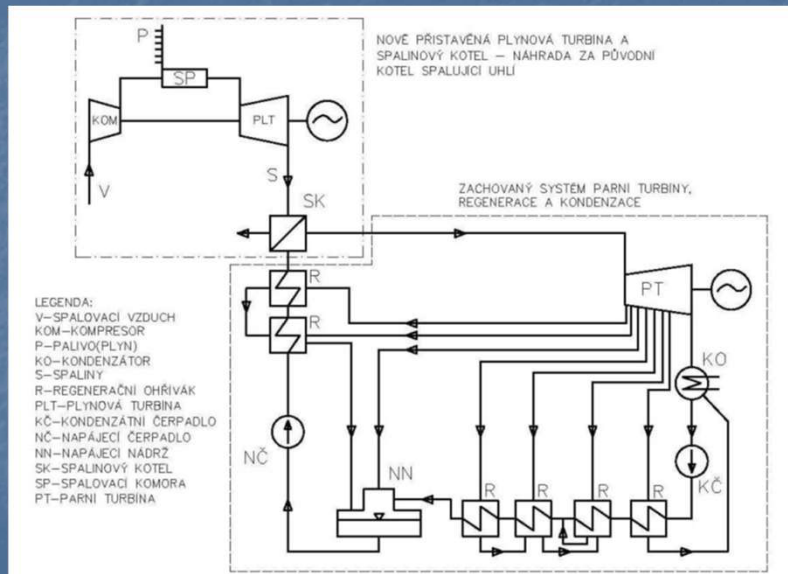 P
NOVĚ PŘISTAVĚNÁ PLYNOVÁ TURBINA A
SPALINOVÝ KOTEL – NÁHRADA ZA PŮVODNÍ
KOTEL SPALUJÍCÍ UHLÍ
SP
KOM
PLT
V
S
SK
ZACHOVANÝ SYSTÉM PARNÍ TURBÍNY,
REGENERACE A KONDENZACE
R
R
PT
KO
KČ
NČ
NN
R
R
R
R
LEGENDA:
V–SPALOVACÍ VZDUCH
KOM–KOMPRESOR
P–PALIVO(PLYN)
KO–KONDENZÁTOR
S–SPALINY
R–REGENERAČNÍ OHŘÍVÁK
PLT–PLYNOVÁ TURBÍNA
KČ–KONDENZÁTNÍ ČERPADLO
NČ–NAPÁJECÍ ČERPADLO
NN–NAPÁJECÍ NÁDRŽ
SK–SPALINOVÝ KOTEL
SP–SPALOVACÍ KOMORA
PT–PARNÍ TURBÍNA